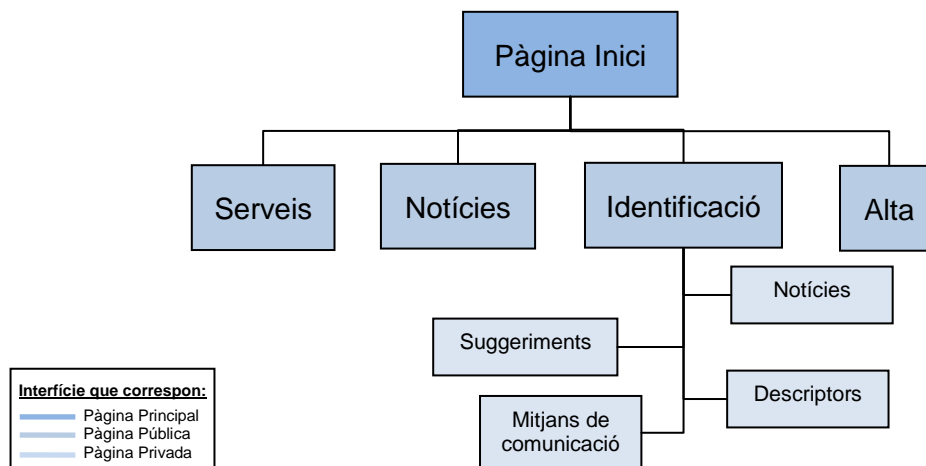 Pàgina Inici
Serveis
Notícies
Identificació
Alta
Notícies
Suggeriments
Descriptors
Mitjans de
comunicació
Interfície que correspon:
Pàgina Principal
Pàgina Pública
Pàgina Privada